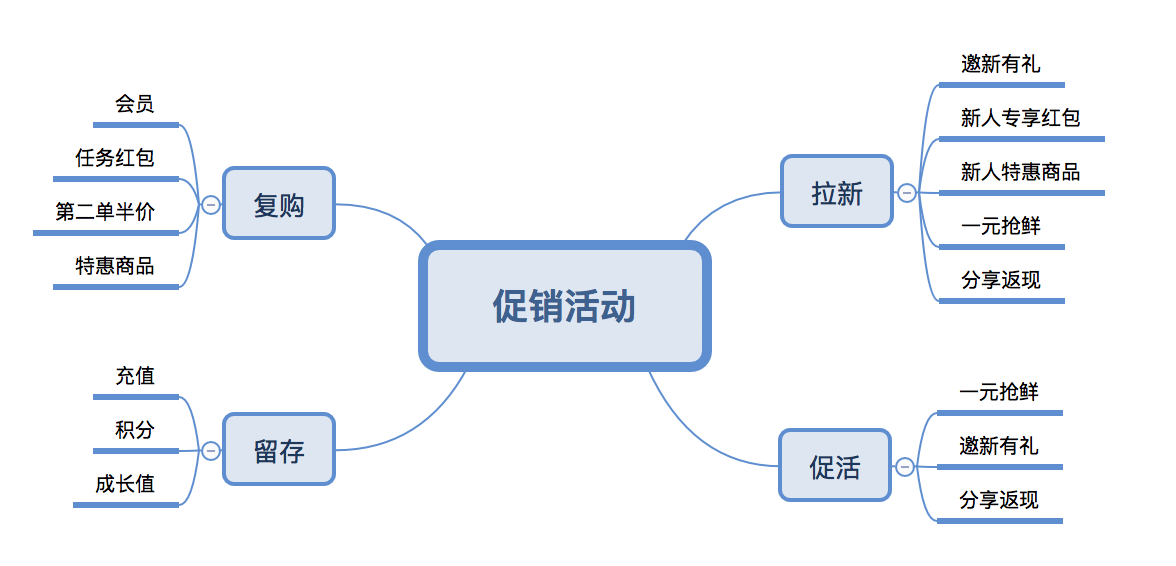 促销活动
拉新
邀新有礼
新人专享红包
新人特惠商品
一元抢鲜
分享返现
促活
一元抢鲜
邀新有礼
分享返现
复购
会员
任务红包
第二单半价
特惠商品
留存
充值
积分
成长值